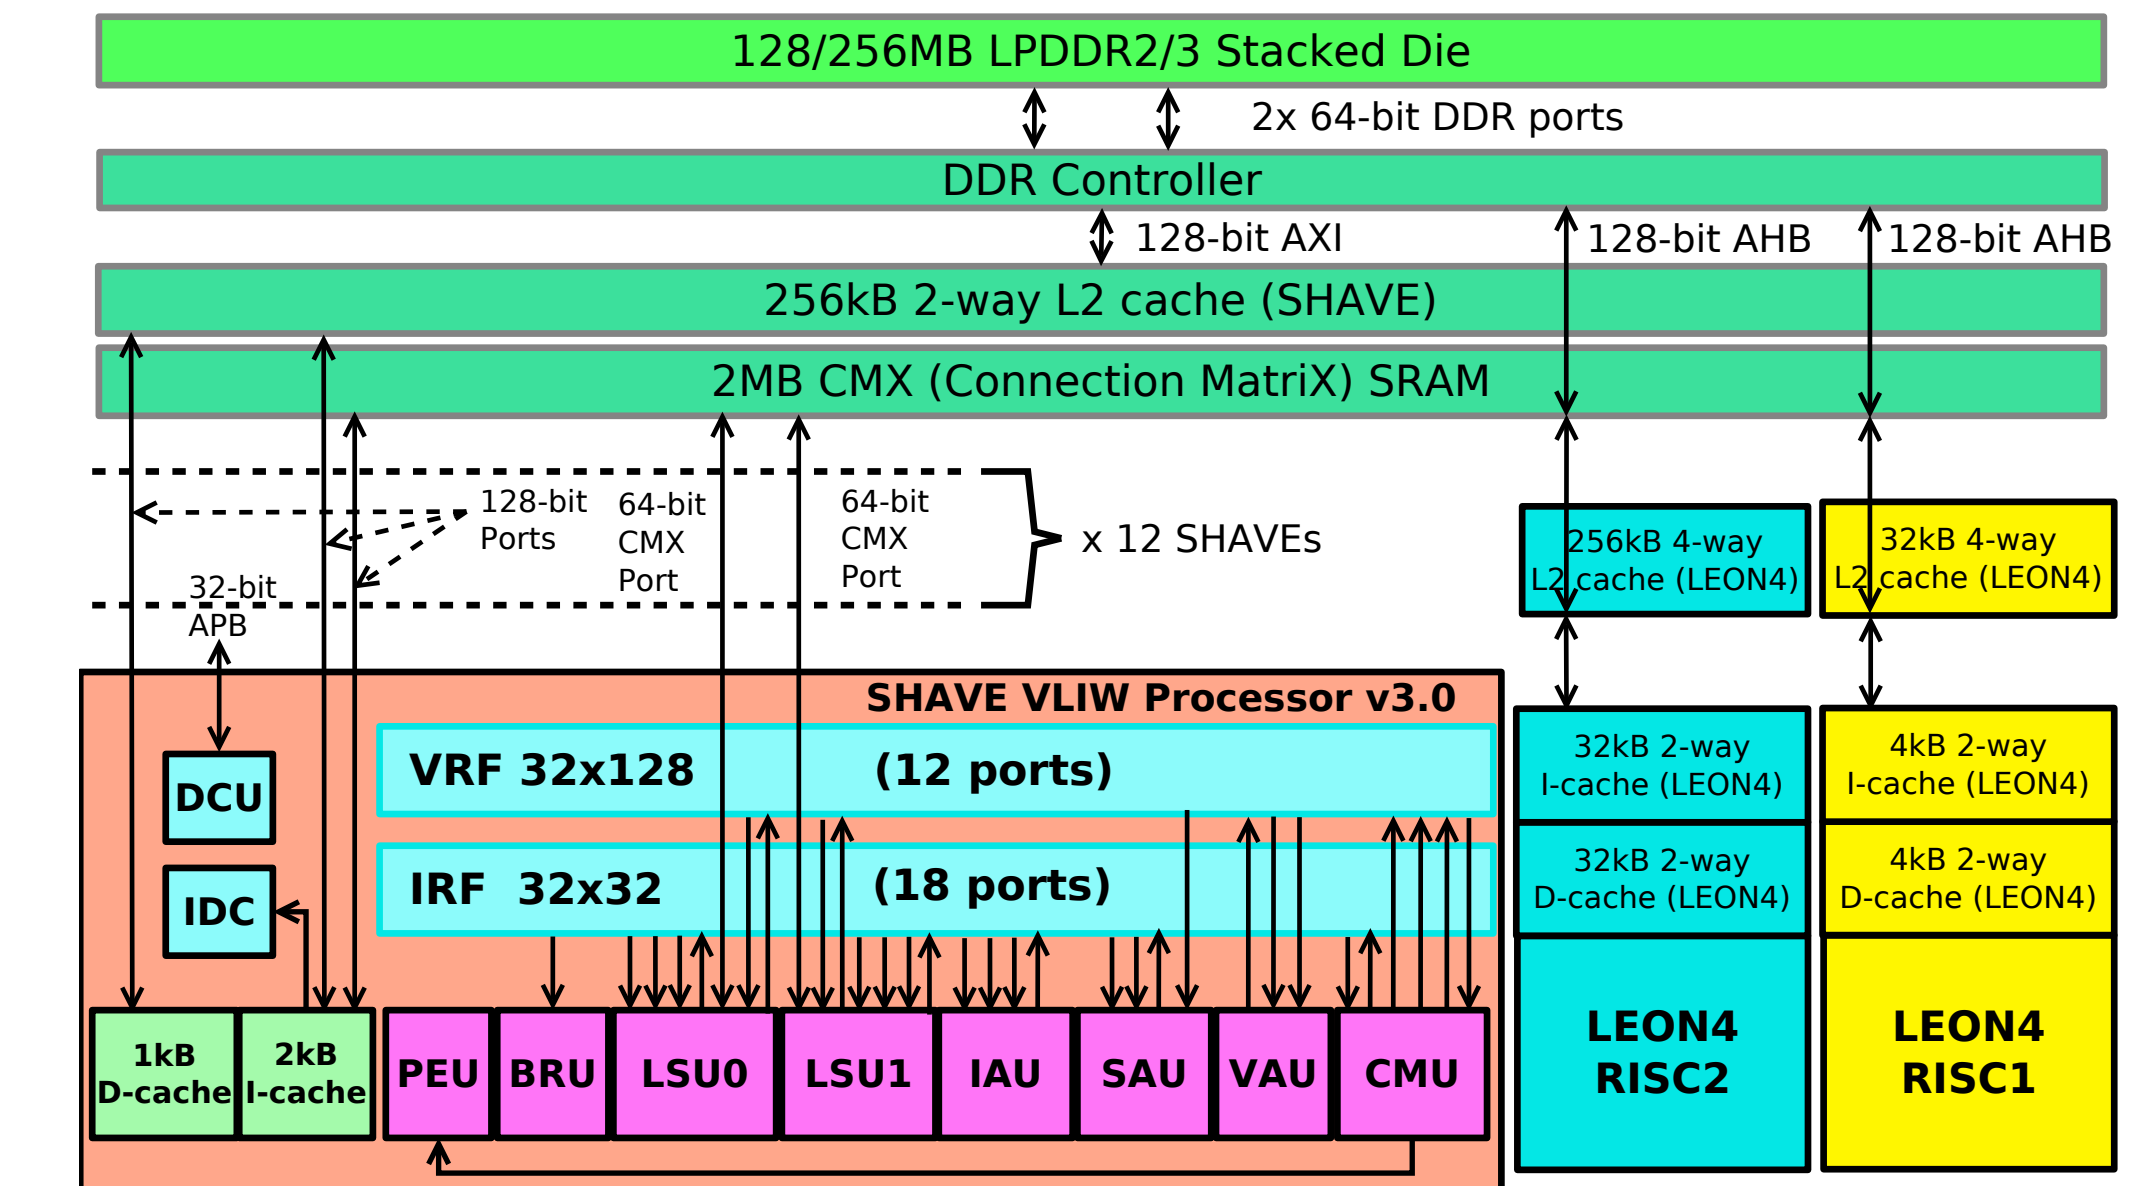 128/256MB LPDDR2/3 Stacked Die
2x 64-bit DDR ports
DDR Controller
128-bit AXI
128-bit AHB
128-bit AHB
256kB 2-way L2 cache (SHAVE)
2MB CMX (Connection MatriX) SRAM
128-bit
Ports
64-bit
CMX
Port
64-bit
CMX
Port
x 12 SHAVEs
32-bit
APB
256kB 4-way
L2 cache (LEON4)
32kB 4-way
L2 cache (LEON4)
SHAVE VLIW Processor v3.0
VRF 32x128 (12 ports)
DCU
IRF 32x32 (18 ports)
IDC
32kB 2-way
I-cache (LEON4)
4kB 2-way
I-cache (LEON4)
32kB 2-way
D-cache (LEON4)
4kB 2-way
D-cache (LEON4)
1kB
D-cache
2kB
I-cache
PEU
BRU
LSU0
LSU1
IAU
SAU
VAU
CMU
LEON4
RISC2
LEON4
RISC1